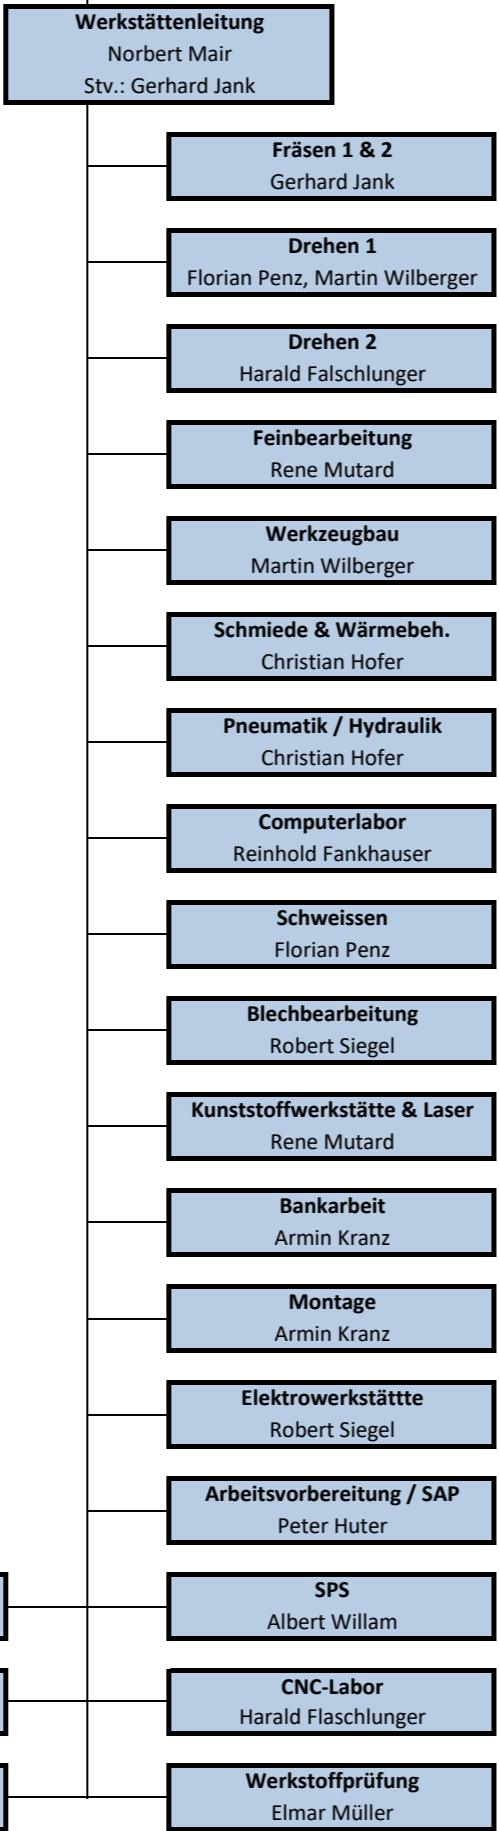 Werkstättenleitung
Norbert Mair
Stv.: Gerhard Jank
Fräsen 1 & 2
Gerhard Jank
Drehen 1
Florian Penz, Martin Wilberger
Drehen 2
Harald Falschlunger
Feinbearbeitung
Rene Mutard
Werkzeugbau
Martin Wilberger
Schmiede & Wärmebeh.
Christian Hofer
Pneumatik / Hydraulik
Christian Hofer
Computerlabor
Reinhold Fankhauser
Schweissen
Florian Penz
Blechbearbeitung
Robert Siegel
Kunststoffwerkstätte & Laser
Rene Mutard
Bankarbeit
Armin Kranz
Montage
Armin Kranz
Elektrowerkstättte
Robert Siegel
Arbeitsvorbereitung / SAP
Peter Huter
SPS
Albert Willam
CNC-Labor
Harald Flaschlunger
Werkstoffprüfung
Elmar Müller